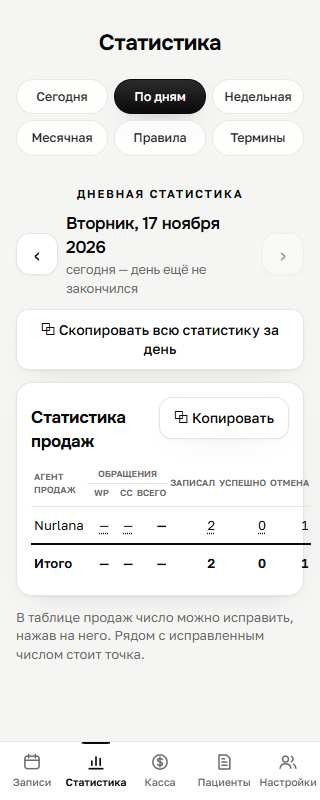 Статистика
Сегодня По дням Недельная
Месячная Правила Термины
ДНЕВНАЯ СТАТИСТИКА
Вторник, 17 ноября
2026
сегодня — день ещё не
закончился
‹ ›
Скопировать всю статистику за
день
Статистика
продаж
Копировать
АГЕНТ
ПРОДАЖ
ОБРАЩЕНИЯ
WP CC ВСЕГО
ЗАПИСАЛ УСПЕШНО ОТМЕНА
Nurlana — — — 2 0 1
Итого — — — 2 0 1
В таблице продаж число можно исправить,
нажав на него. Рядом с исправленным
числом стоит точка.
Записи Статистика Касса Пациенты Настройки